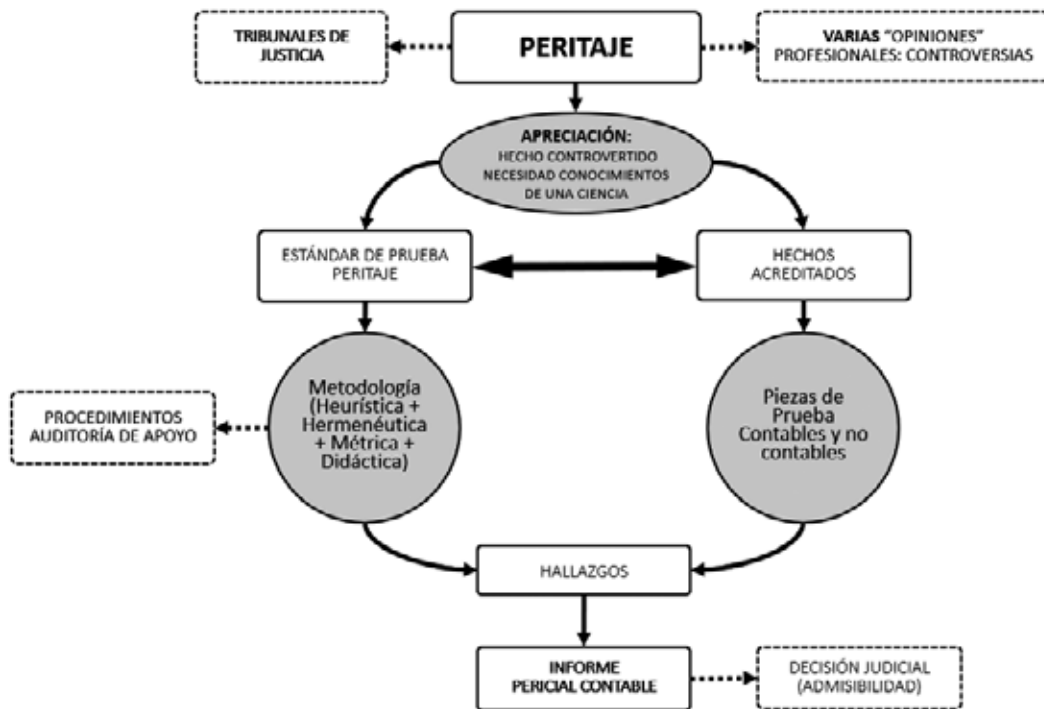 TRIBUNALES DE
JUSTICIA
PERITAJE
VARIAS "OPINIONES"
PROFESIONALES: CONTROVERSIAS
APRECIACIÓN:
HECHO CONTROVERTIDO
NECESIDAD CONOCIMIENTOS
DE UNA CIENCIA
ESTÁNDAR DE PRUEBA
PERITAJE
HECHOS
ACREDITADOS
PROCEDIMIENTOS
AUDITORÍA DE APOYO
Metodología
(Heurística +
Hermenéutica
+ Métrica +
Didáctica)
Piezas de
Prueba
Contables y no
contables
HALLAZGOS
INFORME
PERICIAL CONTABLE
DECISIÓN JUDICIAL
(ADMISIBILIDAD)